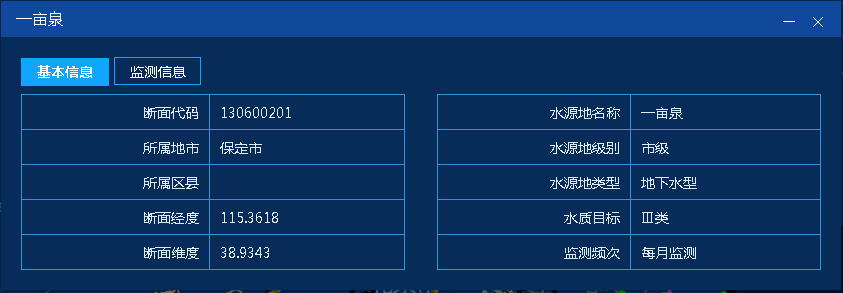 一亩泉
基本信息 监测信息
断面代码 130600201 水源地名称 一亩泉
所属地市 保定市 水源地级别 市级
所属区县 水源地类型 地下水型
断面经度 115.3618 水质目标 Ⅲ类
断面维度 38.9343 监测频次 每月监测